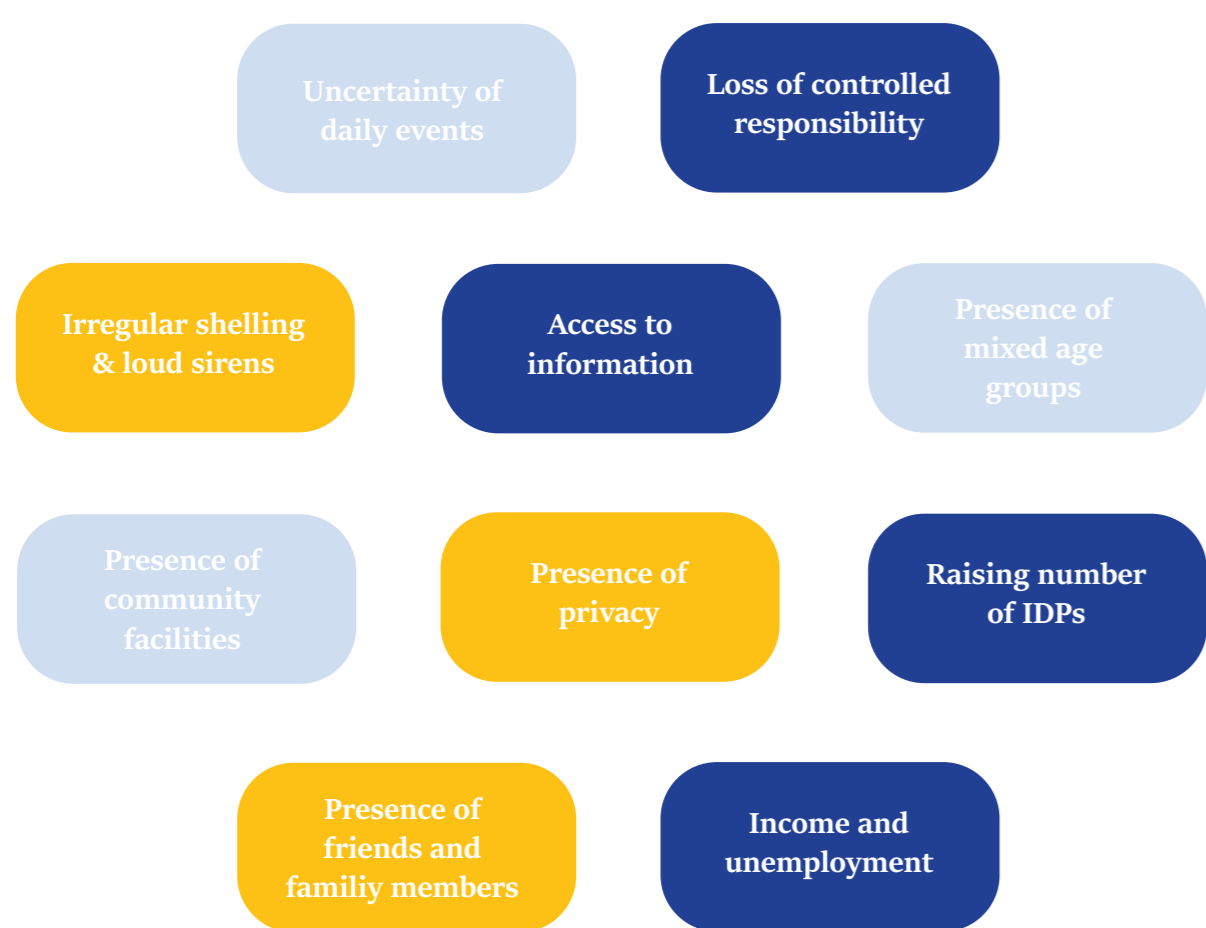 Uncertainty of
daily events
Loss of controlled
responsibility
Irregular shelling
& loud sirens
Access to
information
Presence of
mixed age
groups
Presence of
community
facilities
Presence of
privacy
Raising number
of IDPs
Presence of
friends and
familiy members
Income and
unemployment